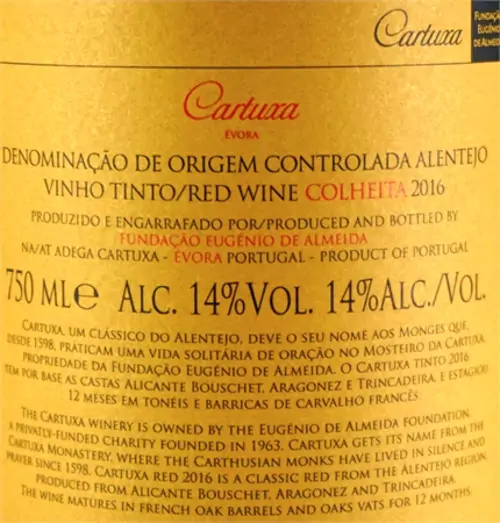 Cartuxa
FUNDAÇÃO
EUGÉNIO
DE ALMEIDA
Cartuxa
ÉVORA
DENOMINAÇÃO DE ORIGEM CONTROLADA ALENTEJO
VINHO TINTO/RED WINE COLHEITA 2016
PRODUZIDO E ENGARRAFADO POR/PRODUCED AND BOTTLED BY
FUNDAÇÃO EUGÉNIO DE ALMEIDA
NA/AT ADEGA CARTUXA - ÉVORA PORTUGAL - PRODUCT OF PORTUGAL
750 MLe ALC. 14%VOL. 14%ALC./VOL.
CARTUXA, UM CLÁSSICO DO ALENTEJO, DEVE O SEU NOME AOS MONGES QUE,
DESDE 1598, PRATICAM UMA VIDA SOLITÁRIA DE ORAÇÃO NO MOSTEIRO DA CARTUXA,
PROPRIEDADE DA FUNDAÇÃO EUGÉNIO DE ALMEIDA. O CARTUXA TINTO 2016
TEM POR BASE AS CASTAS ALICANTE BOUSCHET, ARAGONEZ E TRINCADEIRA, E ESTAGIOU
12 MESES EM TONÉIS E BARRICAS DE CARVALHO FRANCÊS.
THE CARTUXA WINERY IS OWNED BY THE EUGÉNIO DE ALMEIDA FOUNDATION,
A PRIVATELY-FUNDED CHARITY FOUNDED IN 1963. CARTUXA GETS ITS NAME FROM THE
CARTUXA MONASTERY, WHERE THE CARTHUSIAN MONKS HAVE LIVED IN SILENCE AND
PRAYER SINCE 1598. CARTUXA RED 2016 IS A CLASSIC RED FROM THE ALENTEJO REGION,
PRODUCED FROM ALICANTE BOUSCHET, ARAGONEZ AND TRINCADEIRA.
THE WINE MATURES IN FRENCH OAK BARRELS AND OAKS VATS FOR 12 MONTHS.